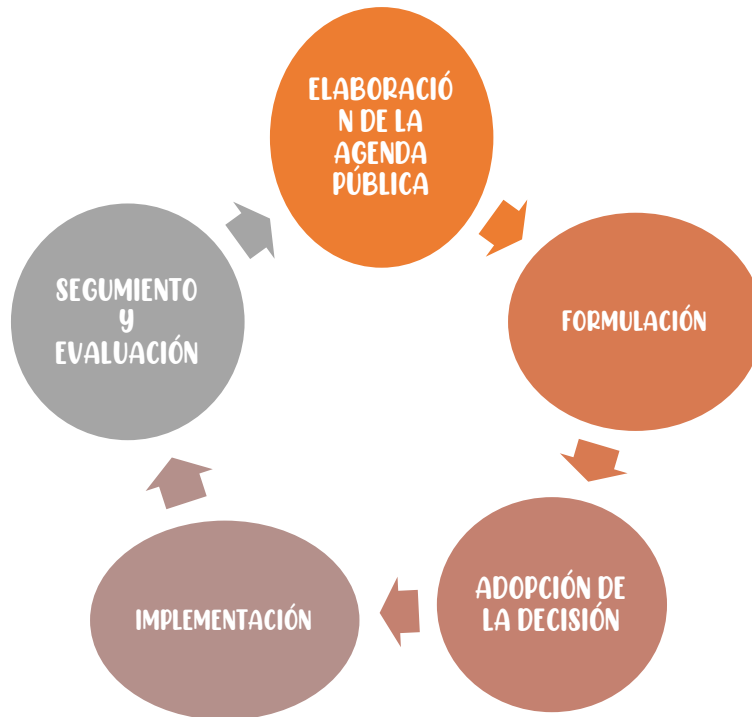 ELABORACIÓ
N DE LA
AGENDA
PÚBLICA
FORMULACIÓN
ADOPCIÓN DE
LA DECISIÓN
IMPLEMENTACIÓN
SEGUMIENTO
Y
EVALUACIÓN